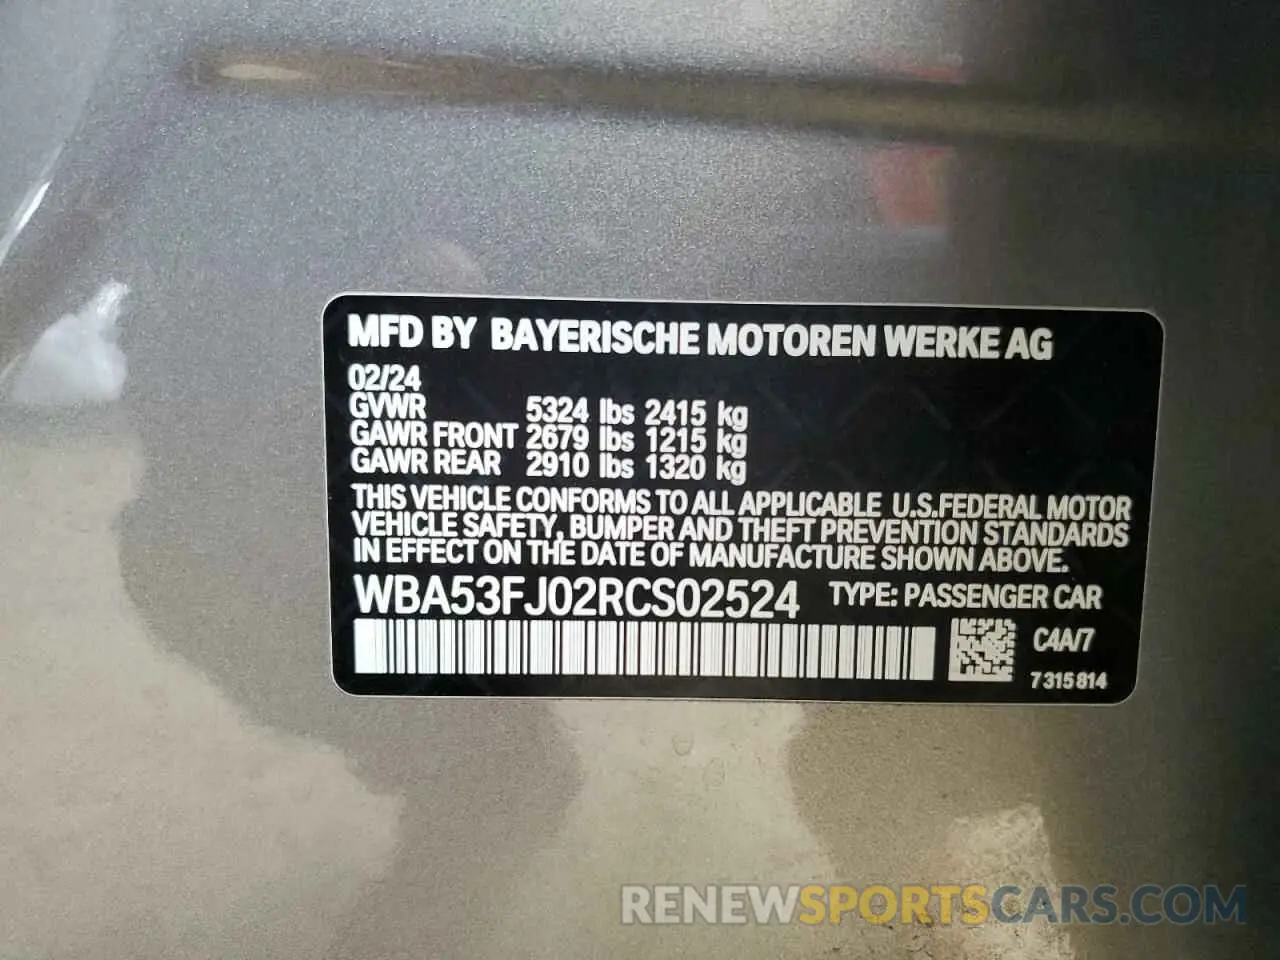 MFD BY BAYERISCHE MOTOREN WERKE AG
02/24
GVWR 5324 lbs 2415 kg
GAWR FRONT 2679 lbs 1215 kg
GAWR REAR 2910 lbs 1320 kg
THIS VEHICLE CONFORMS TO ALL APPLICABLE U.S.FEDERAL MOTOR
VEHICLE SAFETY, BUMPER AND THEFT PREVENTION STANDARDS
IN EFFECT ON THE DATE OF MANUFACTURE SHOWN ABOVE.
WBA53FJ02RCS02524 TYPE: PASSENGER CAR
C4A/7
7 315 814
RENEWSPORTSCARS.COM